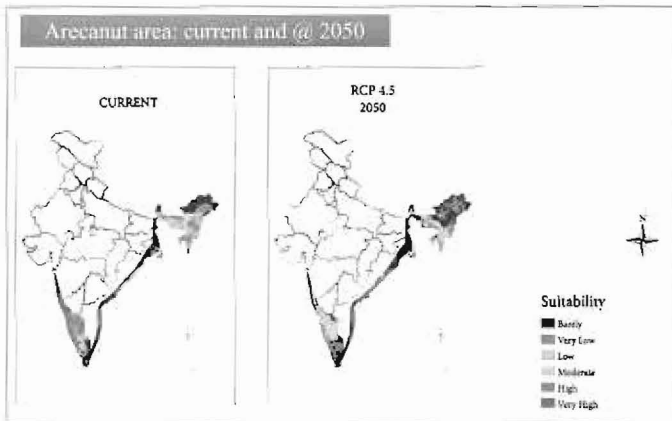 Arecanut area: current and @ 2050
CURRENT
RCP 4.5
2050
N
Suitability
Barely
Very Low
Low
Moderate
High
Very High